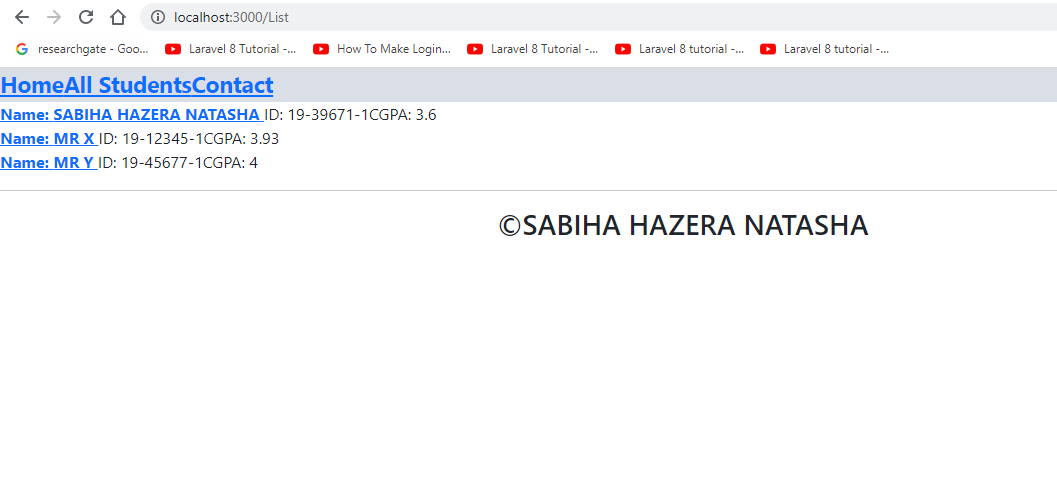 localhost:3000/List
researchgate - Goo... Laravel 8 Tutorial -... How To Make Login... Laravel 8 Tutorial -... Laravel 8 tutorial -... Laravel 8 tutorial -...
HomeAll StudentsContact
Name: SABIHA HAZERA NATASHA ID: 19-39671-1CGPA: 3.6
Name: MR X ID: 19-12345-1CGPA: 3.93
Name: MR Y ID: 19-45677-1CGPA: 4
©SABIHA HAZERA NATASHA